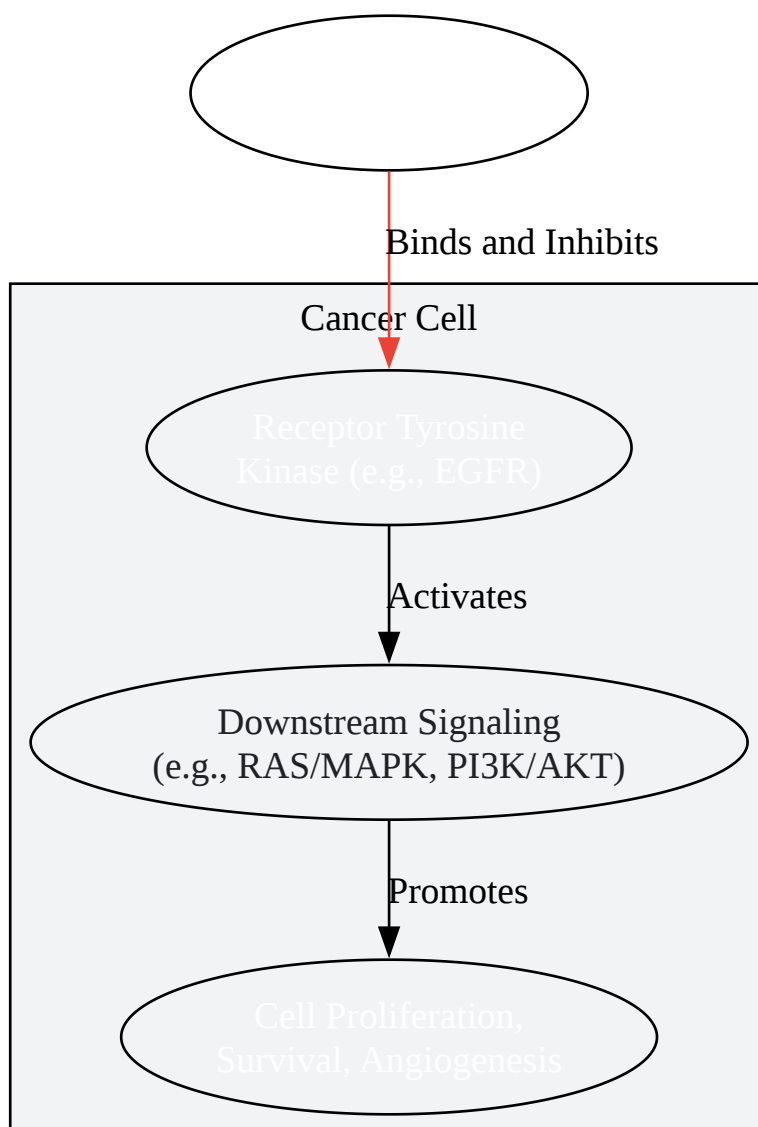 Binds and Inhibits
Cancer Cell
Receptor Tyrosine
Kinase (e.g., EGFR)
Activates
Downstream Signaling
(e.g., RAS/MAPK, PI3K/AKT)
Promotes
Cell Proliferation,
Survival, Angiogenesis